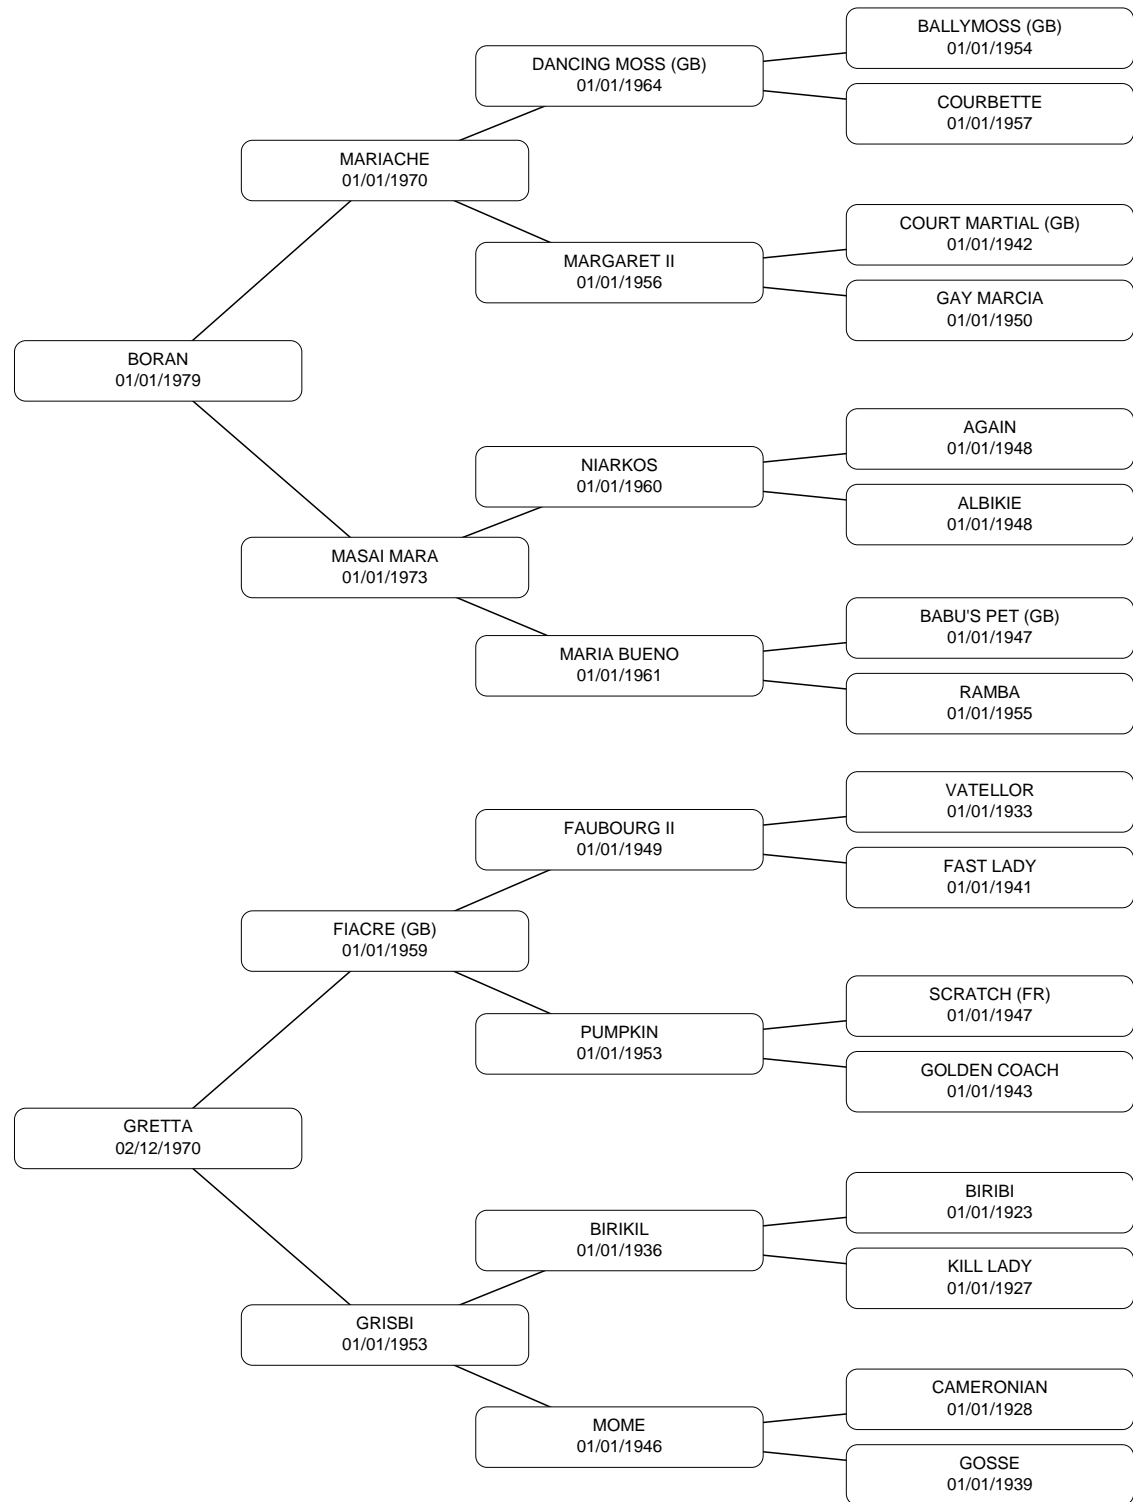 BALLYMOSS (GB)
01/01/1954
DANCING MOSS (GB)
01/01/1964
COURBETTE
01/01/1957
MARIACHE
01/01/1970
COURT MARTIAL (GB)
01/01/1942
MARGARET II
01/01/1956
GAY MARCIA
01/01/1950
BORAN
01/01/1979
AGAIN
01/01/1948
NIARKOS
01/01/1960
ALBIKIE
01/01/1948
MASAI MARA
01/01/1973
BABU'S PET (GB)
01/01/1947
MARIA BUENO
01/01/1961
RAMBA
01/01/1955
VATELLOR
01/01/1933
FAUBOURG II
01/01/1949
FAST LADY
01/01/1941
FIACRE (GB)
01/01/1959
SCRATCH (FR)
01/01/1947
PUMPKIN
01/01/1953
GOLDEN COACH
01/01/1943
GRETTA
02/12/1970
BIRIBI
01/01/1923
BIRIKIL
01/01/1936
KILL LADY
01/01/1927
GRISBI
01/01/1953
CAMERONIAN
01/01/1928
MOME
01/01/1946
GOSSE
01/01/1939